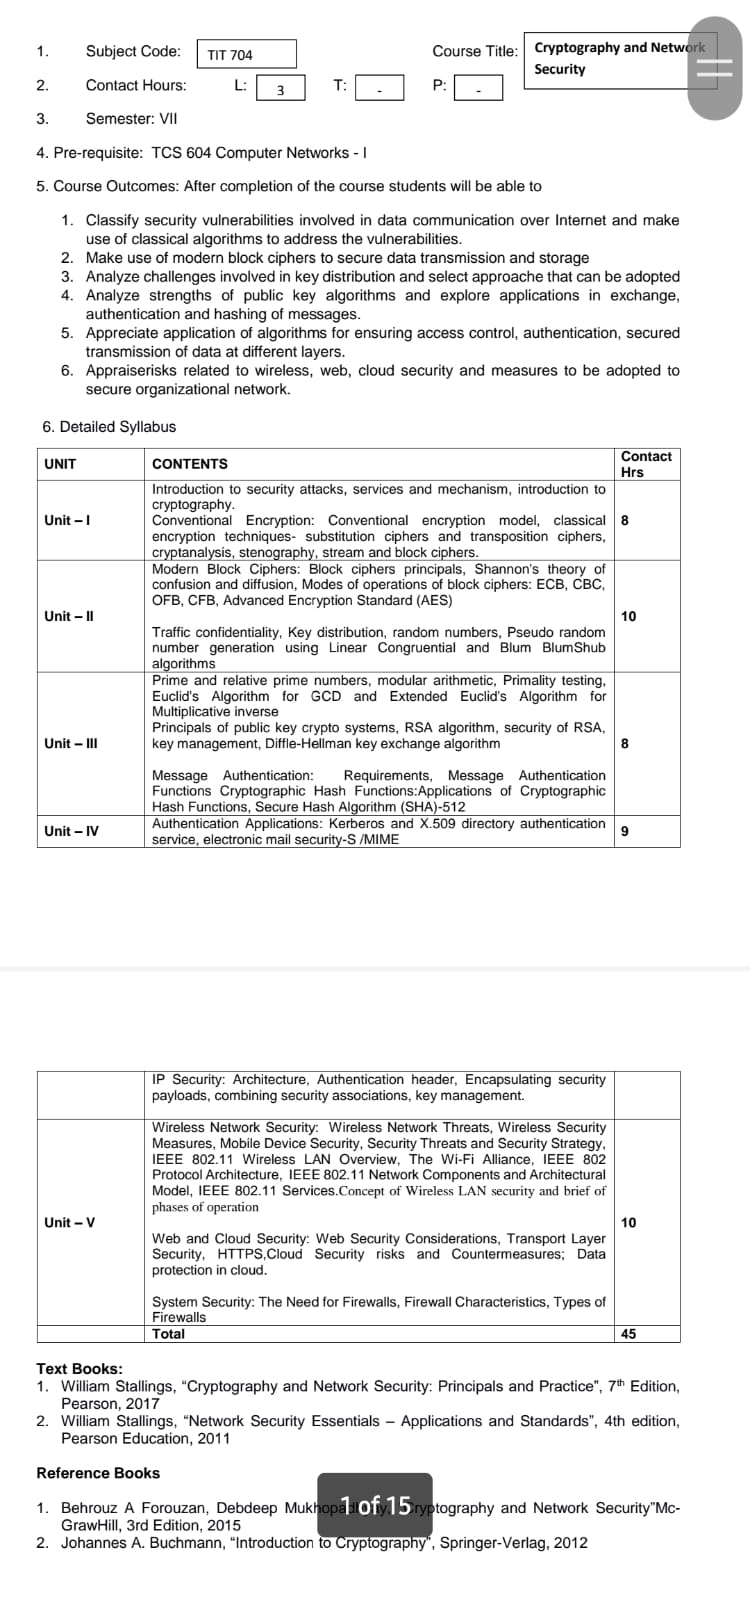 1. Subject Code: TIT 704 Course Title: Cryptography and Network Security
2. Contact Hours: L: 3 T: - P: -
3. Semester: VII
4. Pre-requisite: TCS 604 Computer Networks - I
5. Course Outcomes: After completion of the course students will be able to
1. Classify security vulnerabilities involved in data communication over Internet and make
use of classical algorithms to address the vulnerabilities.
2. Make use of modern block ciphers to secure data transmission and storage
3. Analyze challenges involved in key distribution and select approache that can be adopted
4. Analyze strengths of public key algorithms and explore applications in exchange,
authentication and hashing of messages.
5. Appreciate application of algorithms for ensuring access control, authentication, secured
transmission of data at different layers.
6. Appraiserisks related to wireless, web, cloud security and measures to be adopted to
secure organizational network.
6. Detailed Syllabus
UNIT CONTENTS Contact Hrs
Introduction to security attacks, services and mechanism, introduction to
cryptography.
Unit – I Conventional Encryption: Conventional encryption model, classical 8
encryption techniques- substitution ciphers and transposition ciphers,
cryptanalysis, stenography, stream and block ciphers.
Modern Block Ciphers: Block ciphers principals, Shannon's theory of
confusion and diffusion, Modes of operations of block ciphers: ECB, CBC,
OFB, CFB, Advanced Encryption Standard (AES)
Unit – II 10
Traffic confidentiality, Key distribution, random numbers, Pseudo random
number generation using Linear Congruential and Blum BlumShub
algorithms
Prime and relative prime numbers, modular arithmetic, Primality testing,
Euclid's Algorithm for GCD and Extended Euclid's Algorithm for
Multiplicative inverse
Principals of public key crypto systems, RSA algorithm, security of RSA,
Unit – III key management, Diffle-Hellman key exchange algorithm 8
Message Authentication: Requirements, Message Authentication
Functions Cryptographic Hash Functions:Applications of Cryptographic
Hash Functions, Secure Hash Algorithm (SHA)-512
Unit – IV Authentication Applications: Kerberos and X.509 directory authentication 9
service, electronic mail security-S /MIME
IP Security: Architecture, Authentication header, Encapsulating security
payloads, combining security associations, key management.
Wireless Network Security: Wireless Network Threats, Wireless Security
Measures, Mobile Device Security, Security Threats and Security Strategy,
IEEE 802.11 Wireless LAN Overview, The Wi-Fi Alliance, IEEE 802
Protocol Architecture, IEEE 802.11 Network Components and Architectural
Model, IEEE 802.11 Services.Concept of Wireless LAN security and brief of
phases of operation
Unit – V 10
Web and Cloud Security: Web Security Considerations, Transport Layer
Security, HTTPS,Cloud Security risks and Countermeasures; Data
protection in cloud.
System Security: The Need for Firewalls, Firewall Characteristics, Types of
Firewalls
Total 45
Text Books:
1. William Stallings, “Cryptography and Network Security: Principals and Practice”, 7th Edition,
Pearson, 2017
2. William Stallings, “Network Security Essentials – Applications and Standards”, 4th edition,
Pearson Education, 2011
Reference Books
1 of 15
1. Behrouz A Forouzan, Debdeep and Network Security”Mc-
GrawHill, 3rd Edition, 2015
2. Johannes A. Buchmann, “Introduction to Cryptography”, Springer-Verlag, 2012